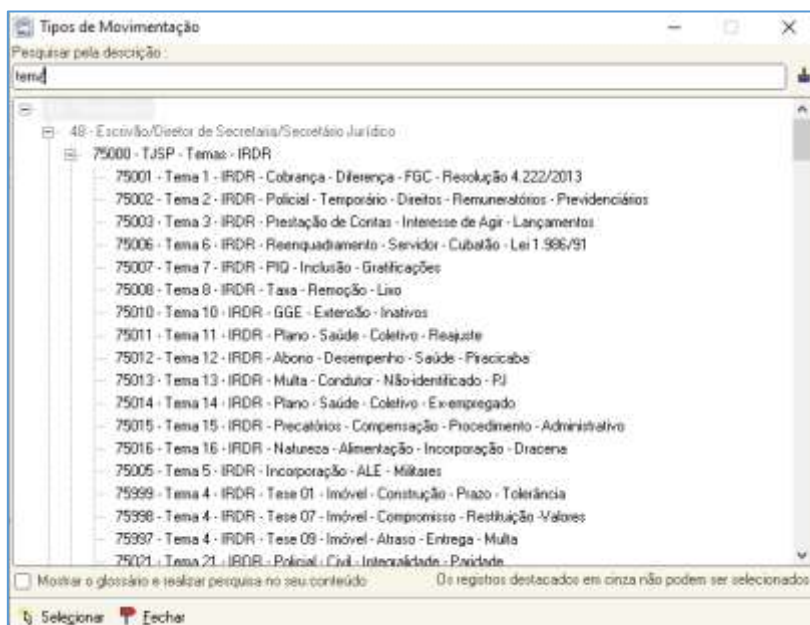 Tipos de Movimentação
Pesquisar pela descrição :
tema
48 - Escrivão/Diretor de Secretaria/Secretário Jurídico
75000 - TJSP - Temas - IRDR
75001 - Tema 1 - IRDR - Cobrança - Diferença - FGC - Resolução 4.222/2013
75002 - Tema 2 - IRDR - Policial - Temporário - Direitos - Remuneratórios - Previdenciários
75003 - Tema 3 - IRDR - Prestação de Contas - Interesse de Agir - Lançamentos
75006 - Tema 6 - IRDR - Reenquadramento - Servidor - Cubatão - Lei 1.986/91
75007 - Tema 7 - IRDR - PIQ - Inclusão - Gratificações
75008 - Tema 8 - IRDR - Taxa - Remoção - Lixo
75010 - Tema 10 - IRDR - GGE - Extensão - Inativos
75011 - Tema 11 - IRDR - Plano - Saúde - Coletivo - Reajuste
75012 - Tema 12 - IRDR - Abono - Desempenho - Saúde - Piracicaba
75013 - Tema 13 - IRDR - Multa - Condutor - Não-identificado - PJ
75014 - Tema 14 - IRDR - Plano - Saúde - Coletivo - Ex-empregado
75015 - Tema 15 - IRDR - Precatórios - Compensação - Procedimento - Administrativo
75016 - Tema 16 - IRDR - Natureza - Alimentação - Incorporação - Dracena
75005 - Tema 5 - IRDR - Incorporação - ALE - Militares
75999 - Tema 4 - IRDR - Tese 01 - Imóvel - Construção - Prazo - Tolerância
75998 - Tema 4 - IRDR - Tese 07 - Imóvel - Compromisso - Restituição -Valores
75997 - Tema 4 - IRDR - Tese 09 - Imóvel - Atraso - Entrega - Multa
75021 - Tema 21 - IRDR - Policial - Civil - Integralidade - Paridade
Mostrar o glossário e realizar pesquisa no seu conteúdo
Os registros destacados em cinza não podem ser selecionados
Selecionar Fechar